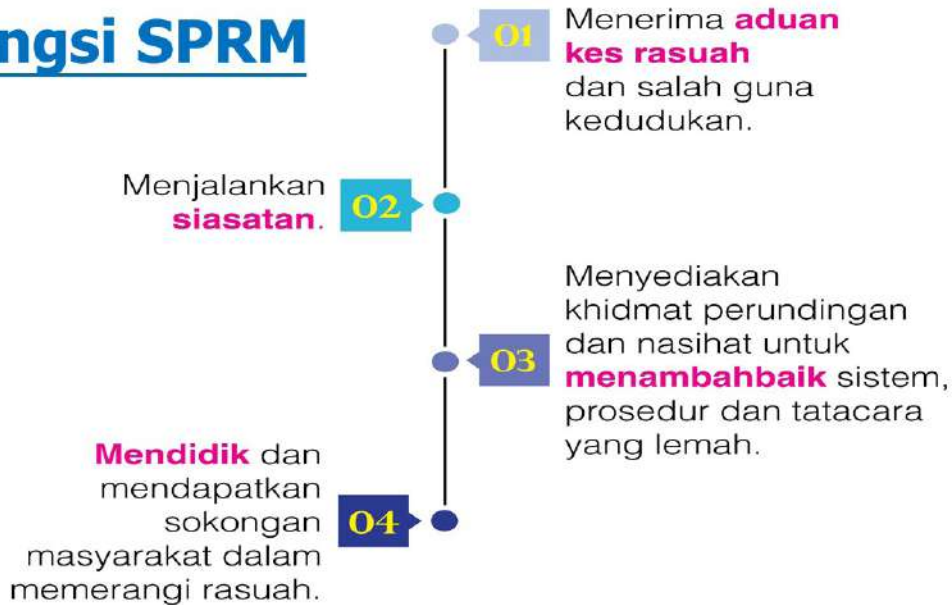 ngsi SPRM
01
Menerima aduan
kes rasuah
dan salah guna
kedudukan.
Menjalankan
siasatan.
02
03
Menyediakan
khidmat perundingan
dan nasihat untuk
menambahbaik sistem,
prosedur dan tatacara
yang lemah.
Mendidik dan
mendapatkan
sokongan
masyarakat dalam
memerangi rasuah.
04